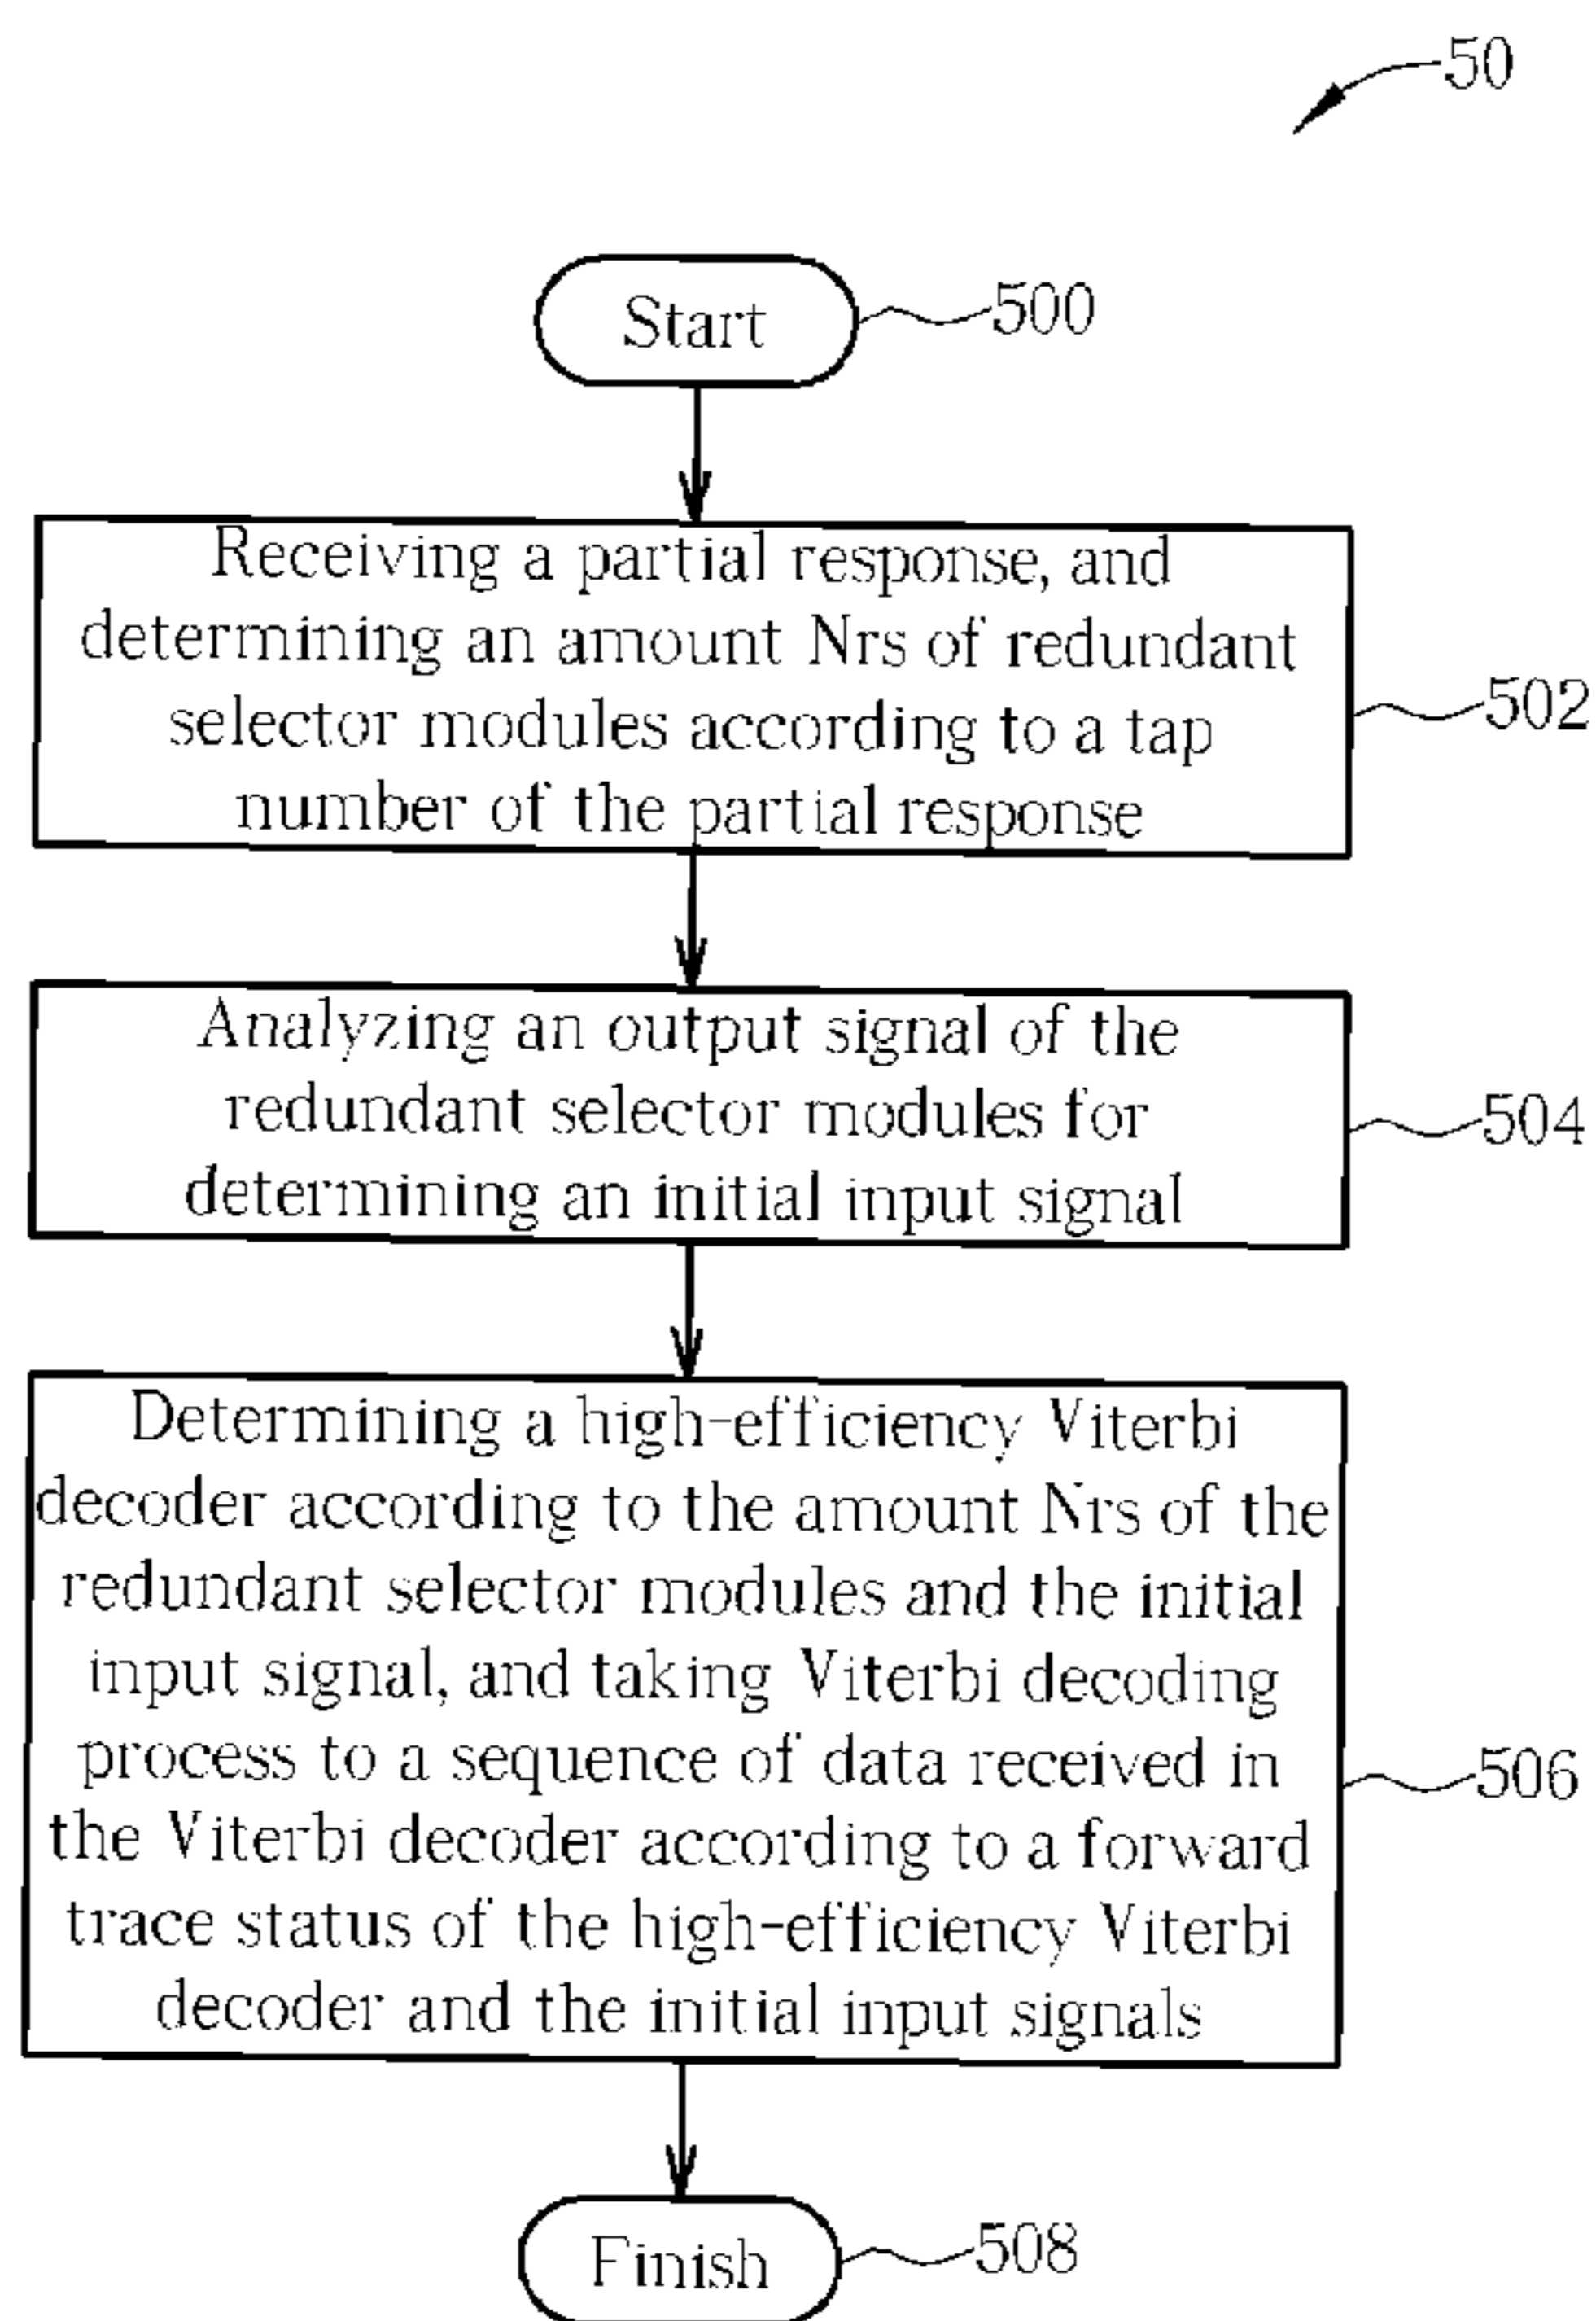 50
Start
500
Receiving a partial response, and
determining an amount Nrs of redundant
selector modules according to a tap
number of the partial response
502
Analyzing an output signal of the
redundant selector modules for
determining an initial input signal
504
Determining a high-efficiency Viterbi
decoder according to the amount Nrs of the
redundant selector modules and the initial
input signal, and taking Viterbi decoding
process to a sequence of data received in
the Viterbi decoder according to a forward
trace status of the high-efficiency Viterbi
decoder and the initial input signals
506
Finish
508